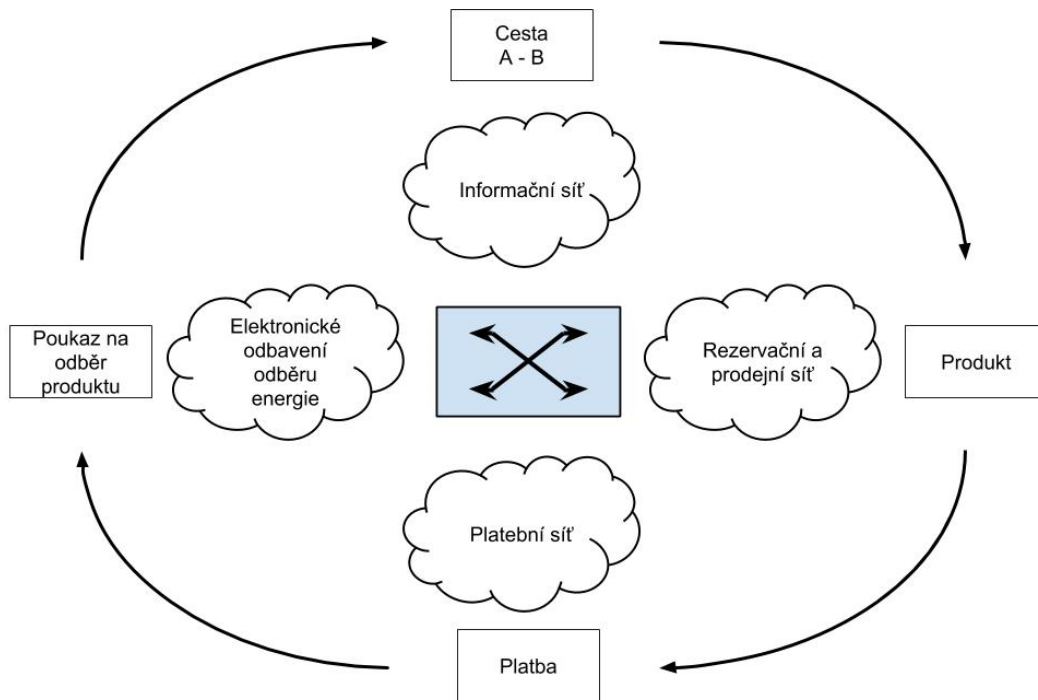 Cesta
A - B
Informační síť
Poukaz na
odběr
produktu
Elektronické
odbavení
odběru
energie
Rezervační a
prodejní síť
Produkt
Platební síť
Platba